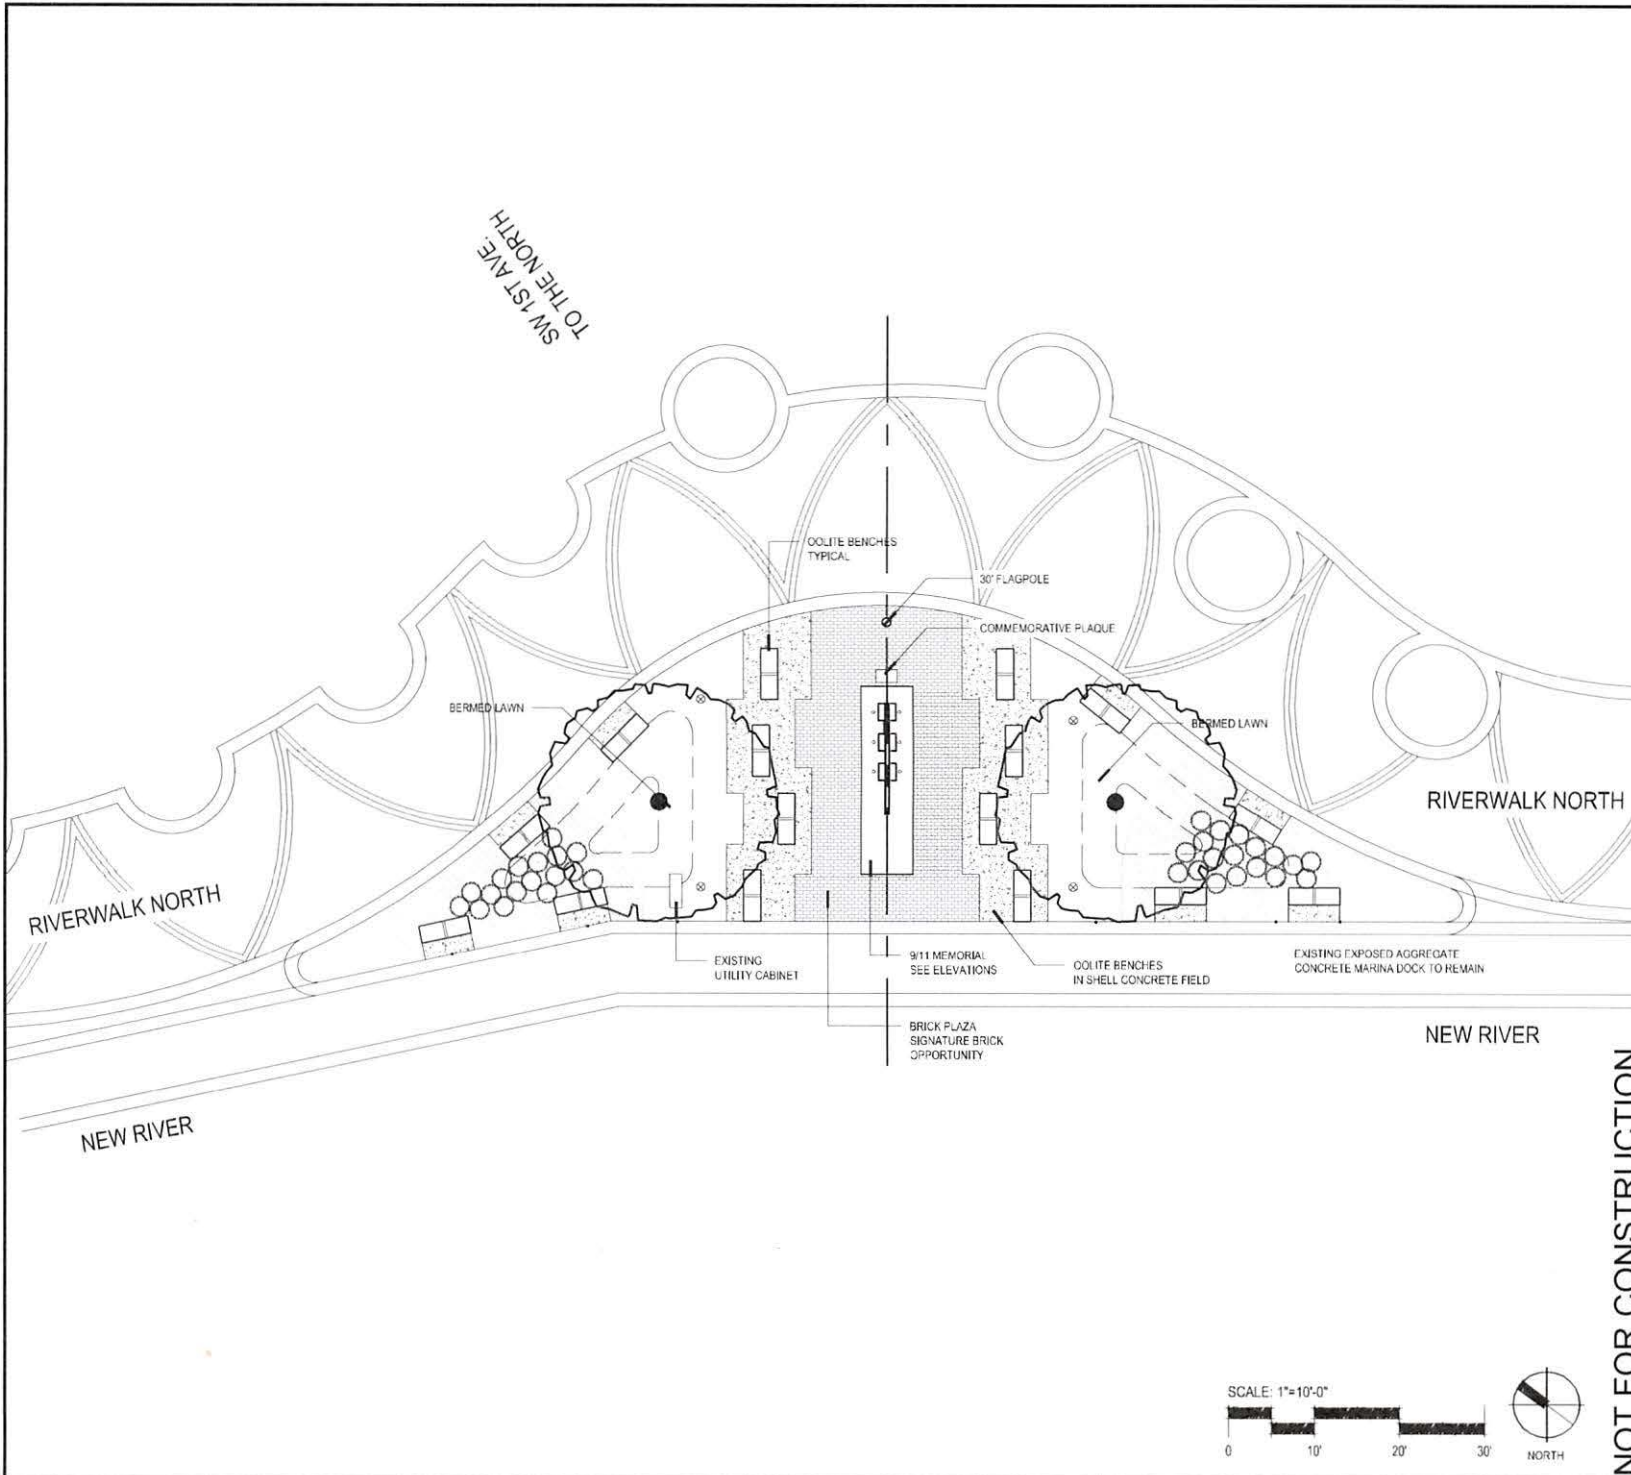 SW 1ST AVE.
TO THE NORTH
OOLITE BENCHES
TYPICAL
30' FLAGPOLE
COMMEMORATIVE PLAQUE
BERMED LAWN
BERMED LAWN
RIVERWALK NORTH
RIVERWALK NORTH
EXISTING
UTILITY CABINET
9/11 MEMORIAL
SEE ELEVATIONS
OOLITE BENCHES
IN SHELL CONCRETE FIELD
EXISTING EXPOSED AGGREGATE
CONCRETE MARINA DOCK TO REMAIN
BRICK PLAZA
SIGNATURE BRICK
OPPORTUNITY
NEW RIVER
NEW RIVER
SCALE: 1"=10'-0"
0 10' 20' 30'
NORTH
NOT FOR CONSTRUCTION